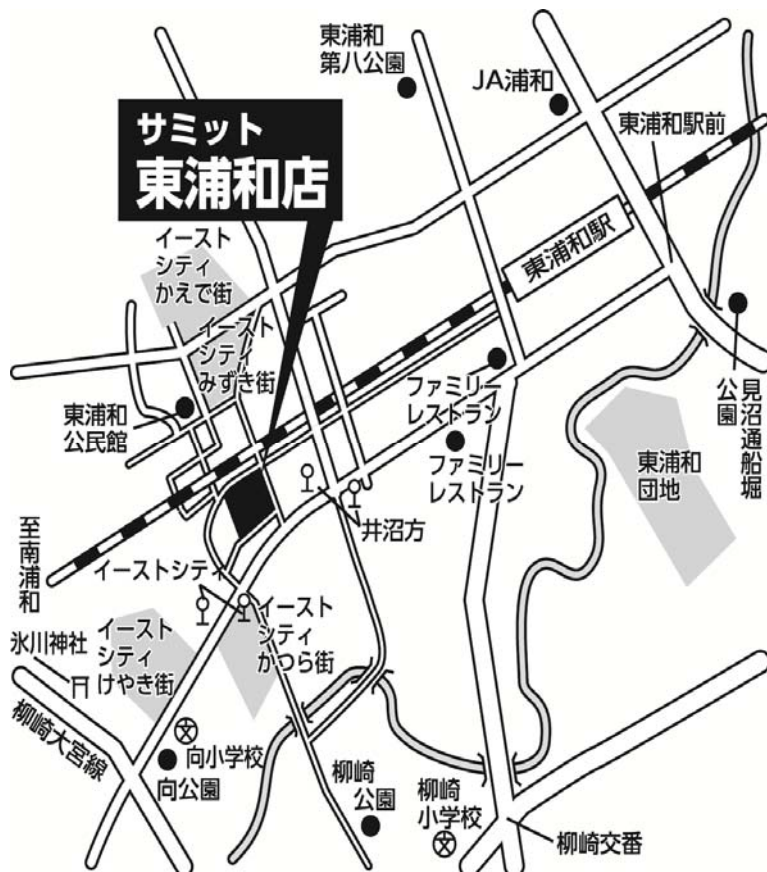 東浦和
第八公園
JA浦和
サミット
東浦和店
東浦和駅前
東浦和駅
イースト
シティ
かえで街
イースト
シティ
みずき街
東浦和
公民館
ファミリー
レストラン
ファミリー
レストラン
見沼通船堀
公園
東浦和
団地
井沼方
至南浦和
イーストシティ
イースト
シティ
かつら街
氷川神社
イースト
シティ
けやき街
柳崎大宮線
文
向小学校
向公園
柳崎
公園
柳崎
小学校
文
柳崎交番